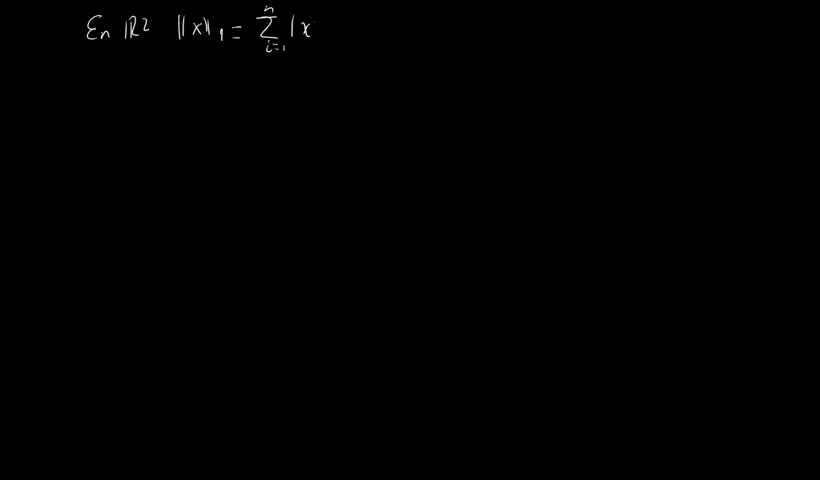 En ℝ² ‖x‖₁ = ∑ᵢ₌₁ⁿ |x